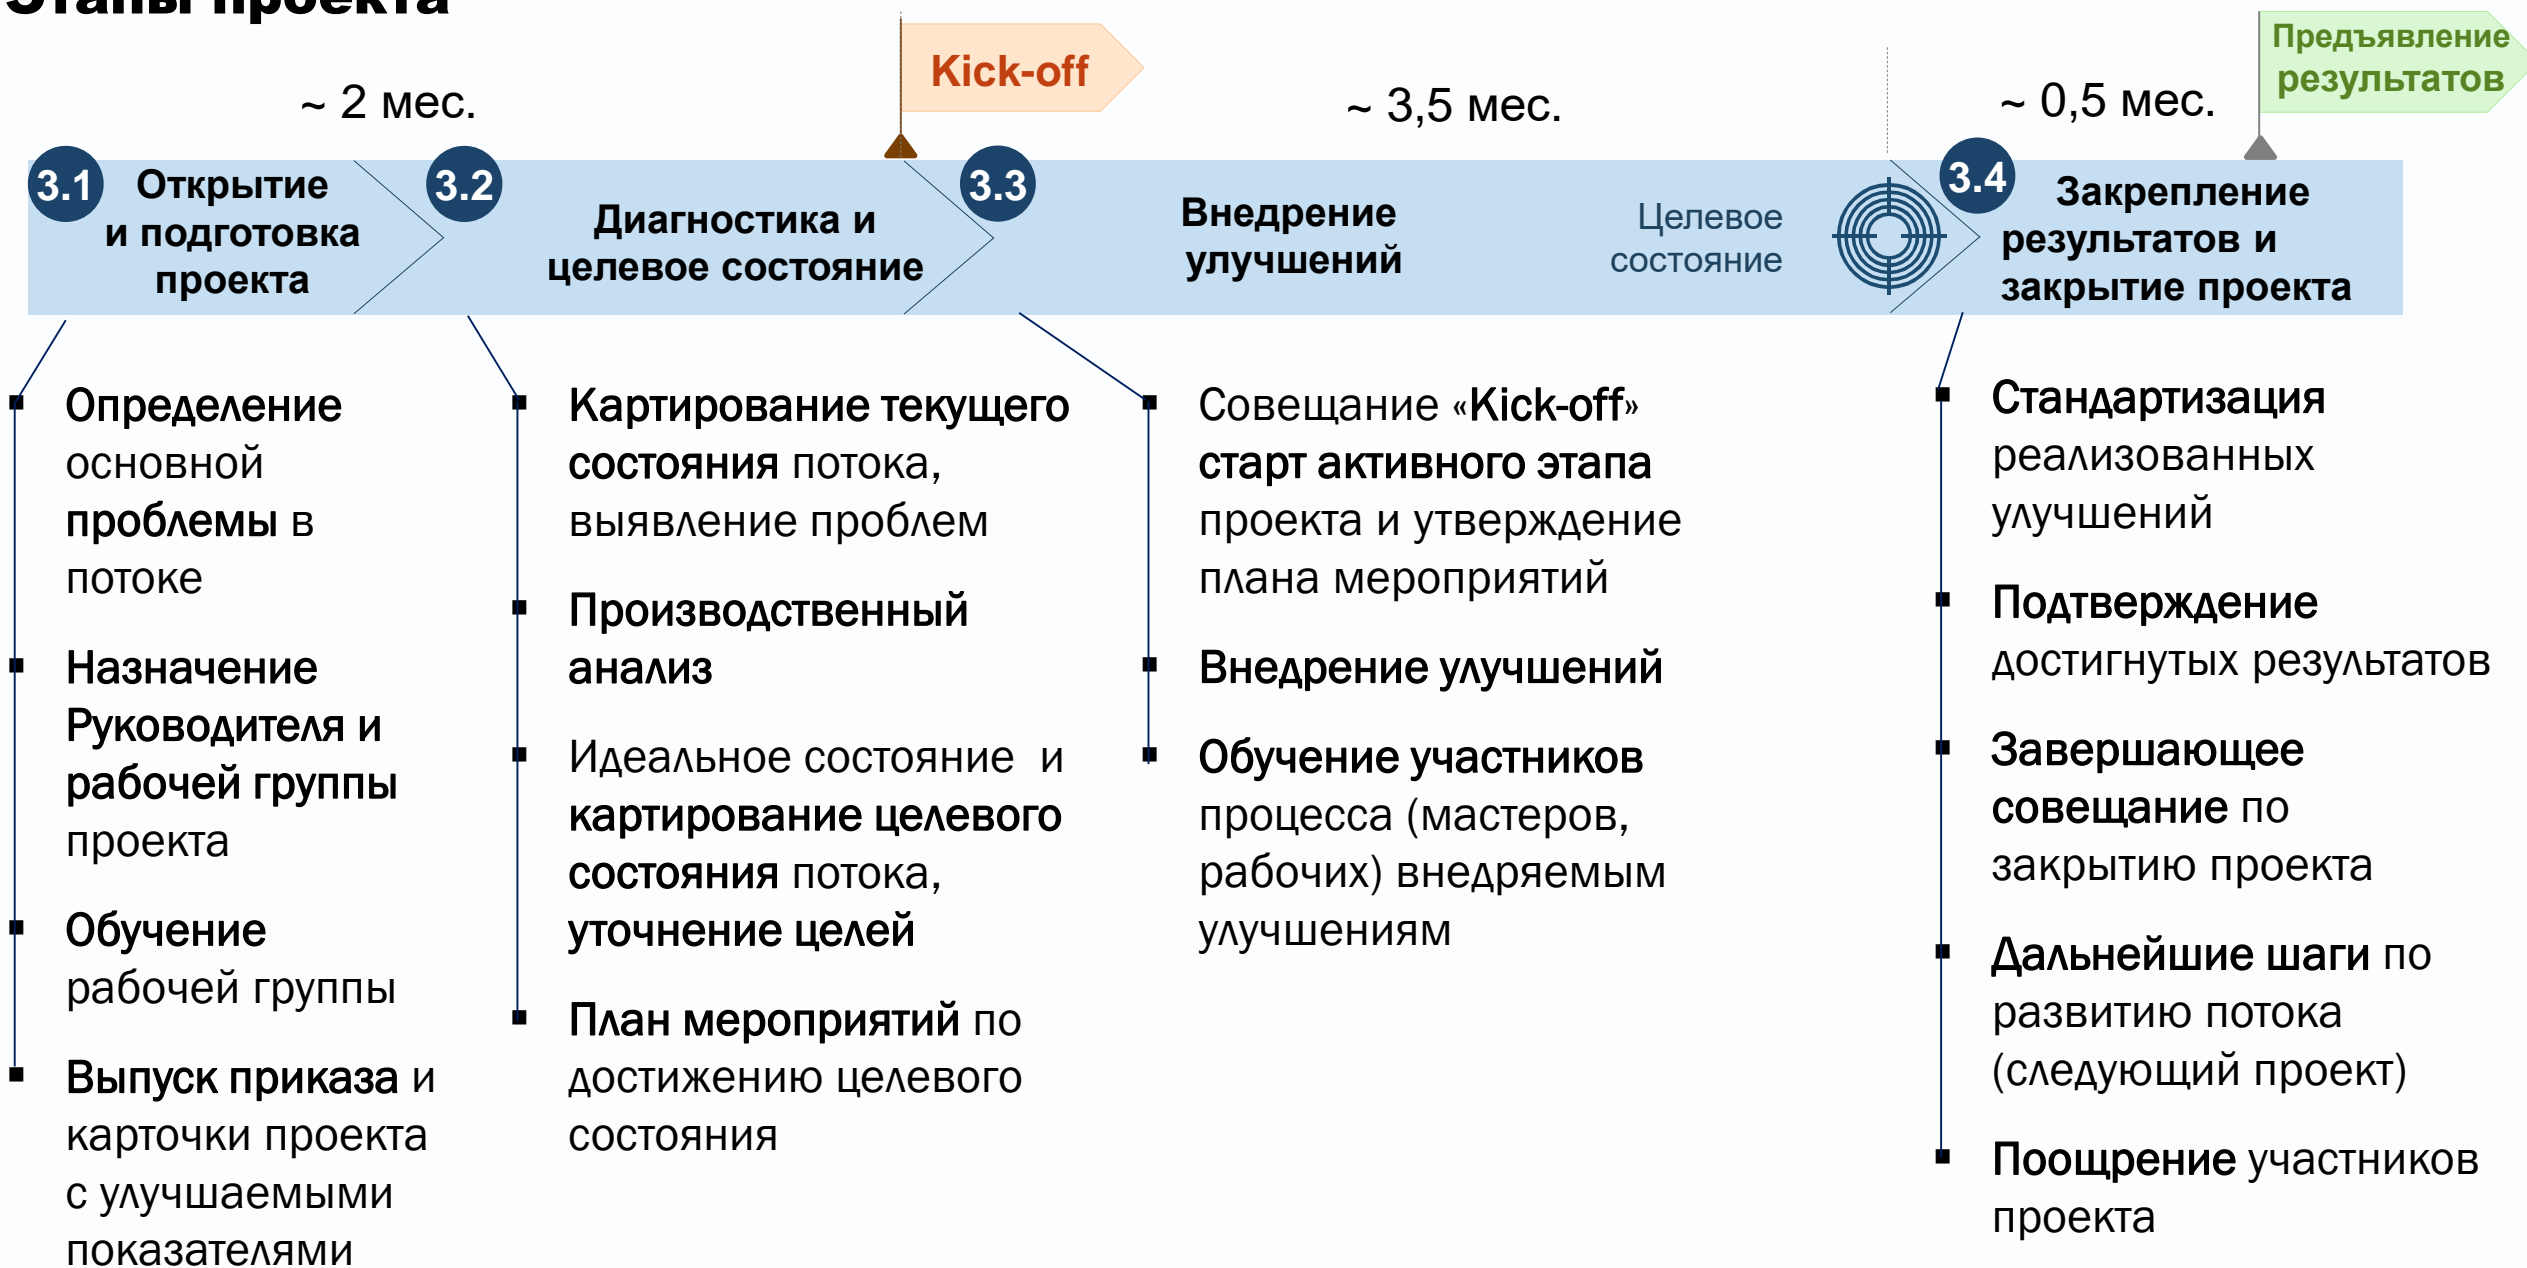 Этапы проекта
Kick-off
Предъявление
результатов
~ 2 мес.
~ 3,5 мес.
~ 0,5 мес.
3.1
Открытие
и подготовка
проекта
3.2
Диагностика и
целевое состояние
3.3
Внедрение
улучшений
Целевое
состояние
3.4
Закрепление
результатов и
закрытие проекта
▪ Определение
основной
проблемы в
потоке
▪ Назначение
Руководителя и
рабочей группы
проекта
▪ Обучение
рабочей группы
▪ Выпуск приказа и
карточки проекта
с улучшаемыми
показателями
▪ Картирование текущего
состояния потока,
выявление проблем
▪ Производственный
анализ
▪ Идеальное состояние и
картирование целевого
состояния потока,
уточнение целей
▪ План мероприятий по
достижению целевого
состояния
▪ Совещание «Kick-off»
старт активного этапа
проекта и утверждение
плана мероприятий
▪ Внедрение улучшений
▪ Обучение участников
процесса (мастеров,
рабочих) внедряемым
улучшениям
▪ Стандартизация
реализованных
улучшений
▪ Подтверждение
достигнутых результатов
▪ Завершающее
совещание по
закрытию проекта
▪ Дальнейшие шаги по
развитию потока
(следующий проект)
▪ Поощрение участников
проекта